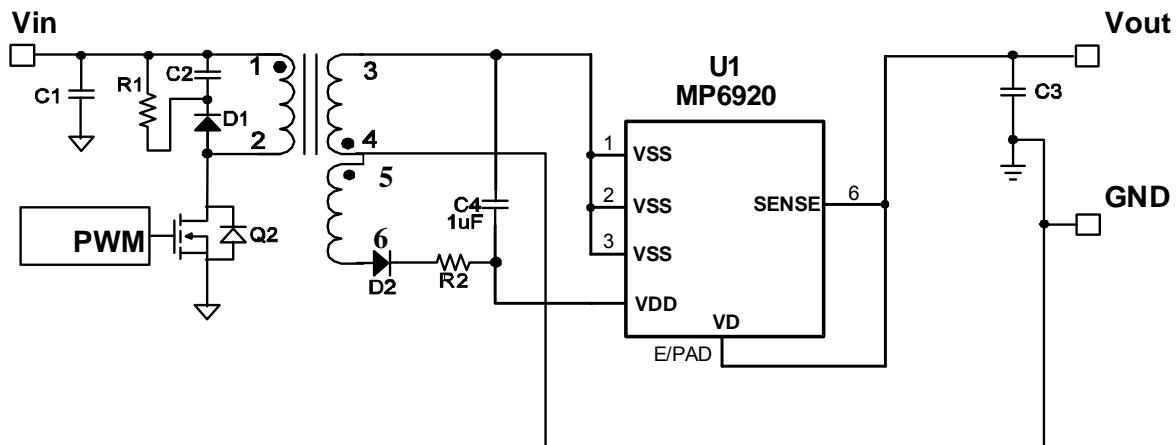 Vin
Vout
C1
R1
C2
D1
1
2
3
4
5
6
C4
1uF
D2
R2
PWM
Q2
U1
MP6920
1
VSS
2
VSS
3
VSS
VDD
VD
E/PAD
SENSE
6
C3
GND